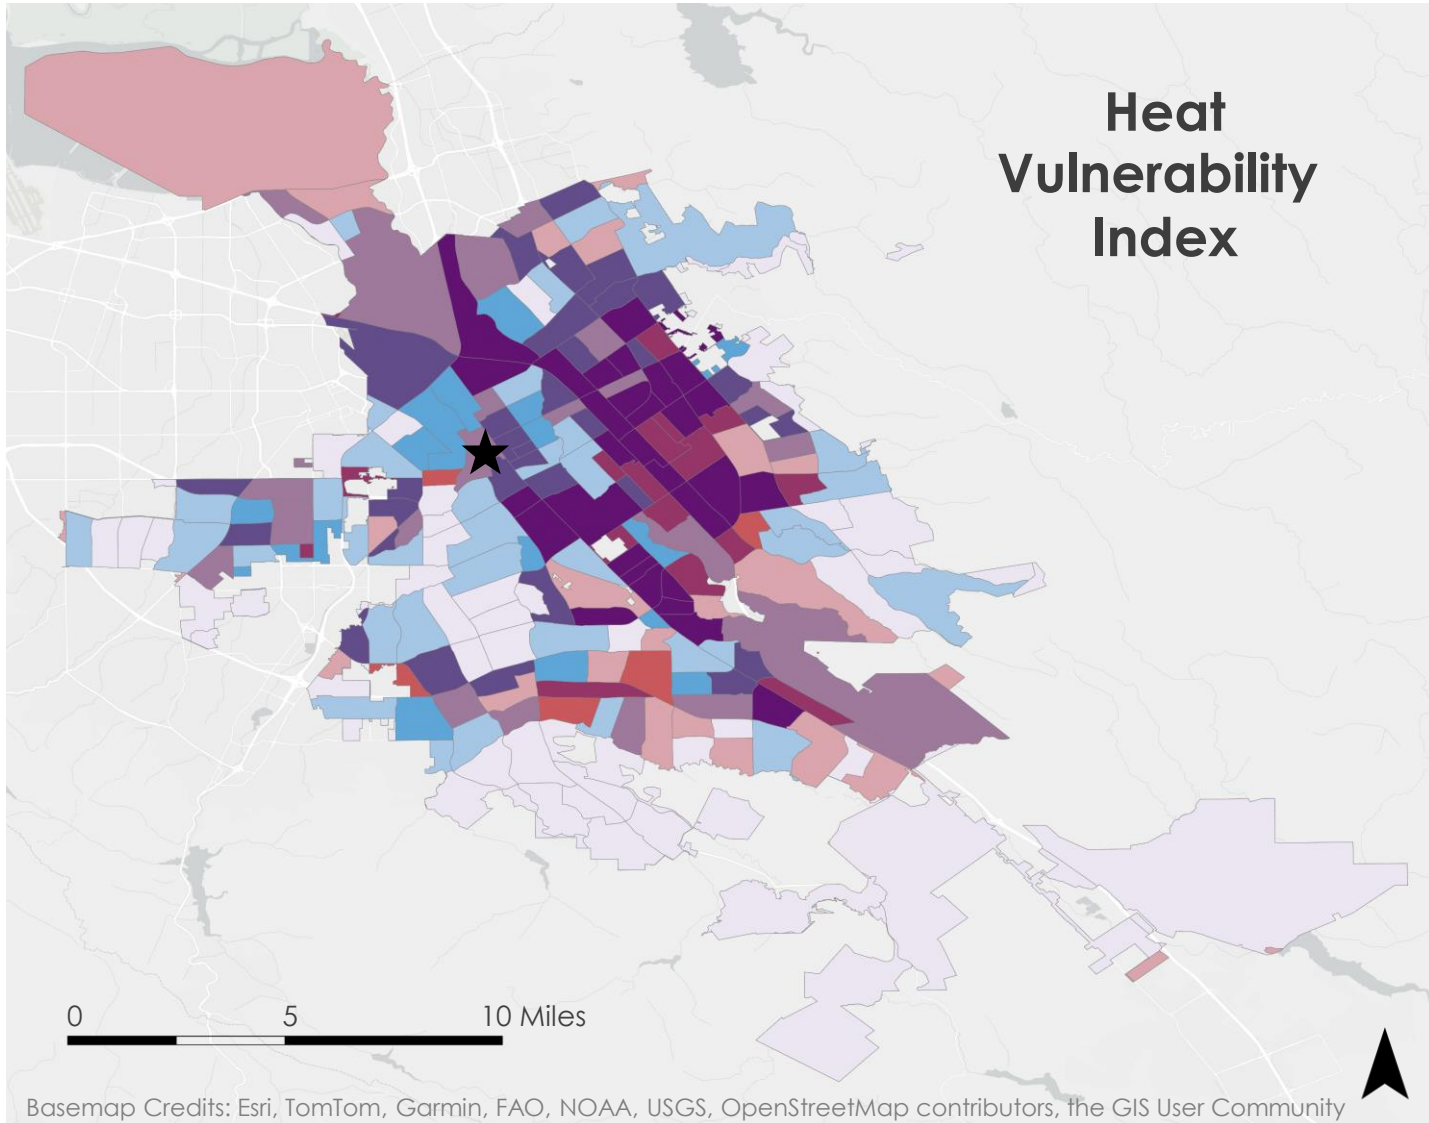 Heat
Vulnerability
Index
0 5 10 Miles
Basemap Credits: Esri, TomTom, Garmin, FAO, NOAA, USGS, OpenStreetMap contributors, the GIS User Community